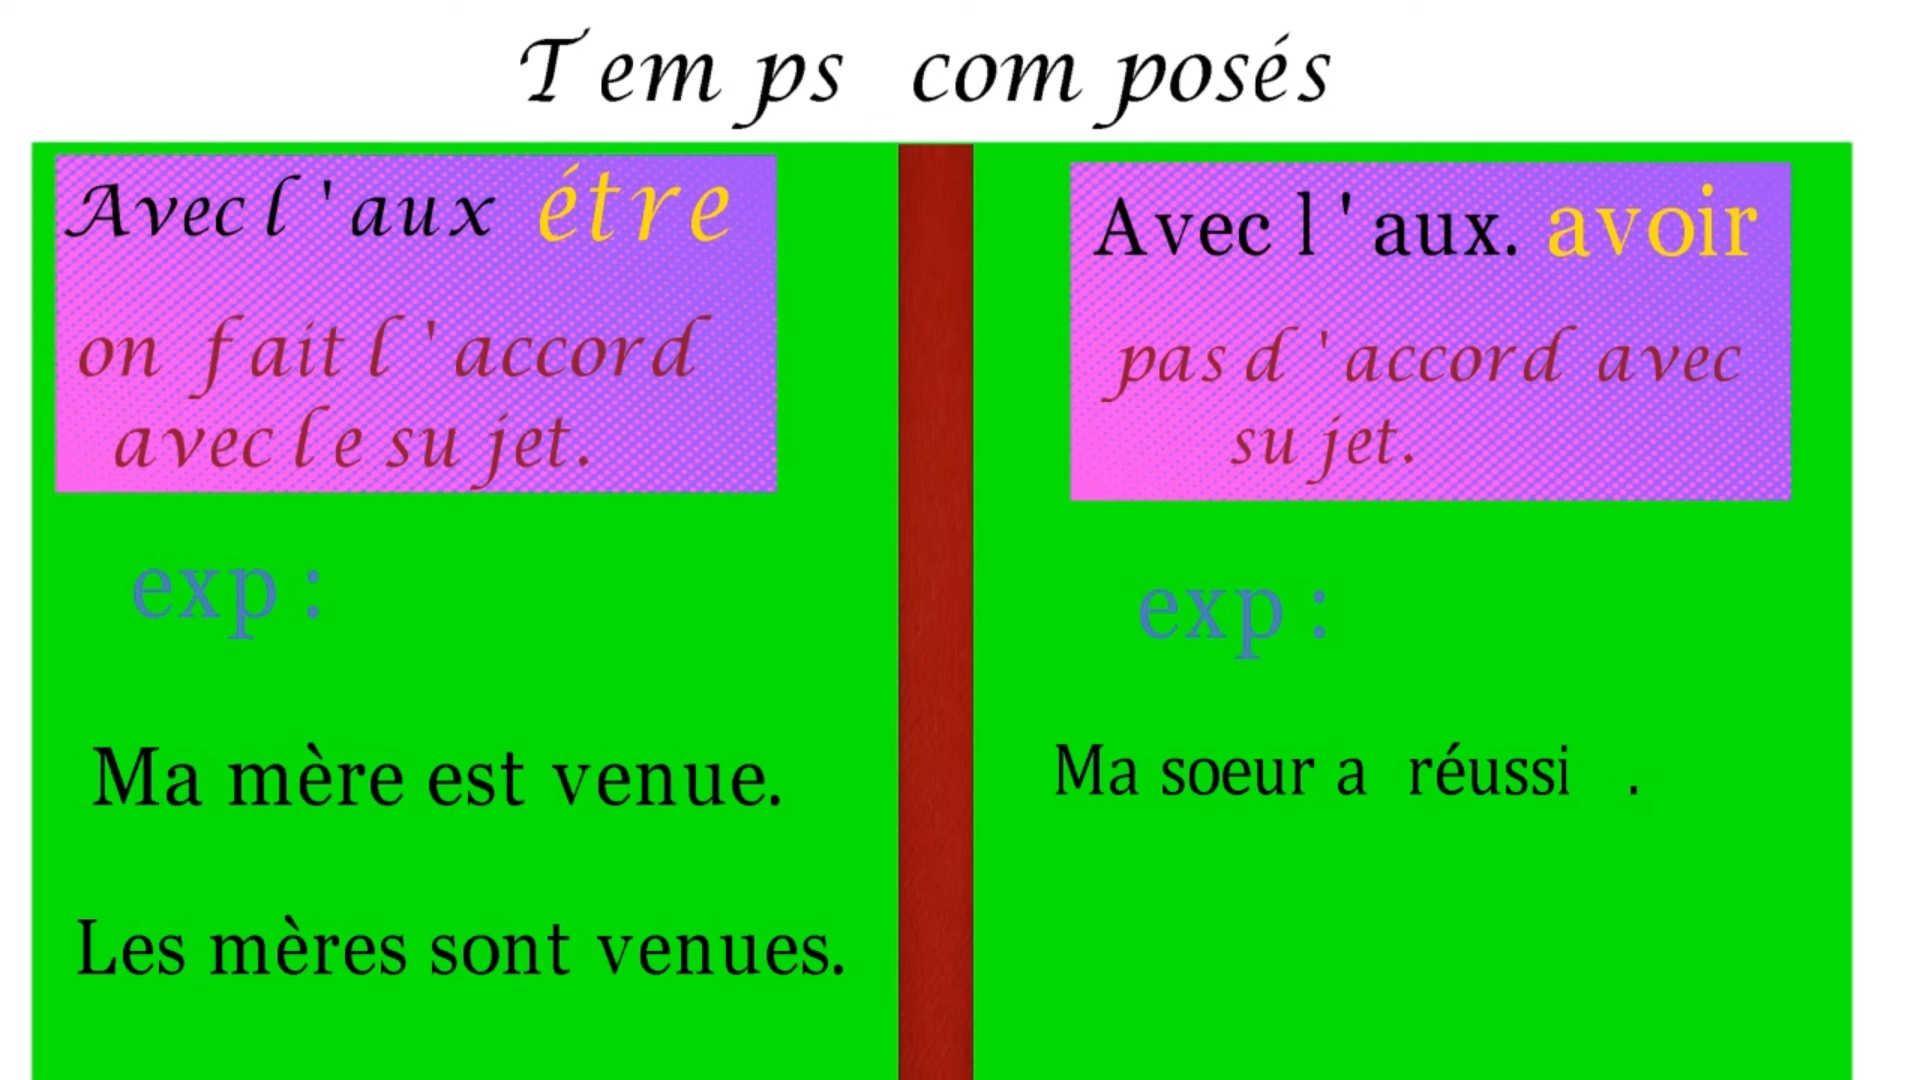 Temps composés
Avec l'aux étre
on fait l'accord
avec le sujet.
exp :
Ma mère est venue.
Les mères sont venues.
Avec l'aux. avoir
pas d'accord avec
sujet.
exp :
Ma soeur a réussi .